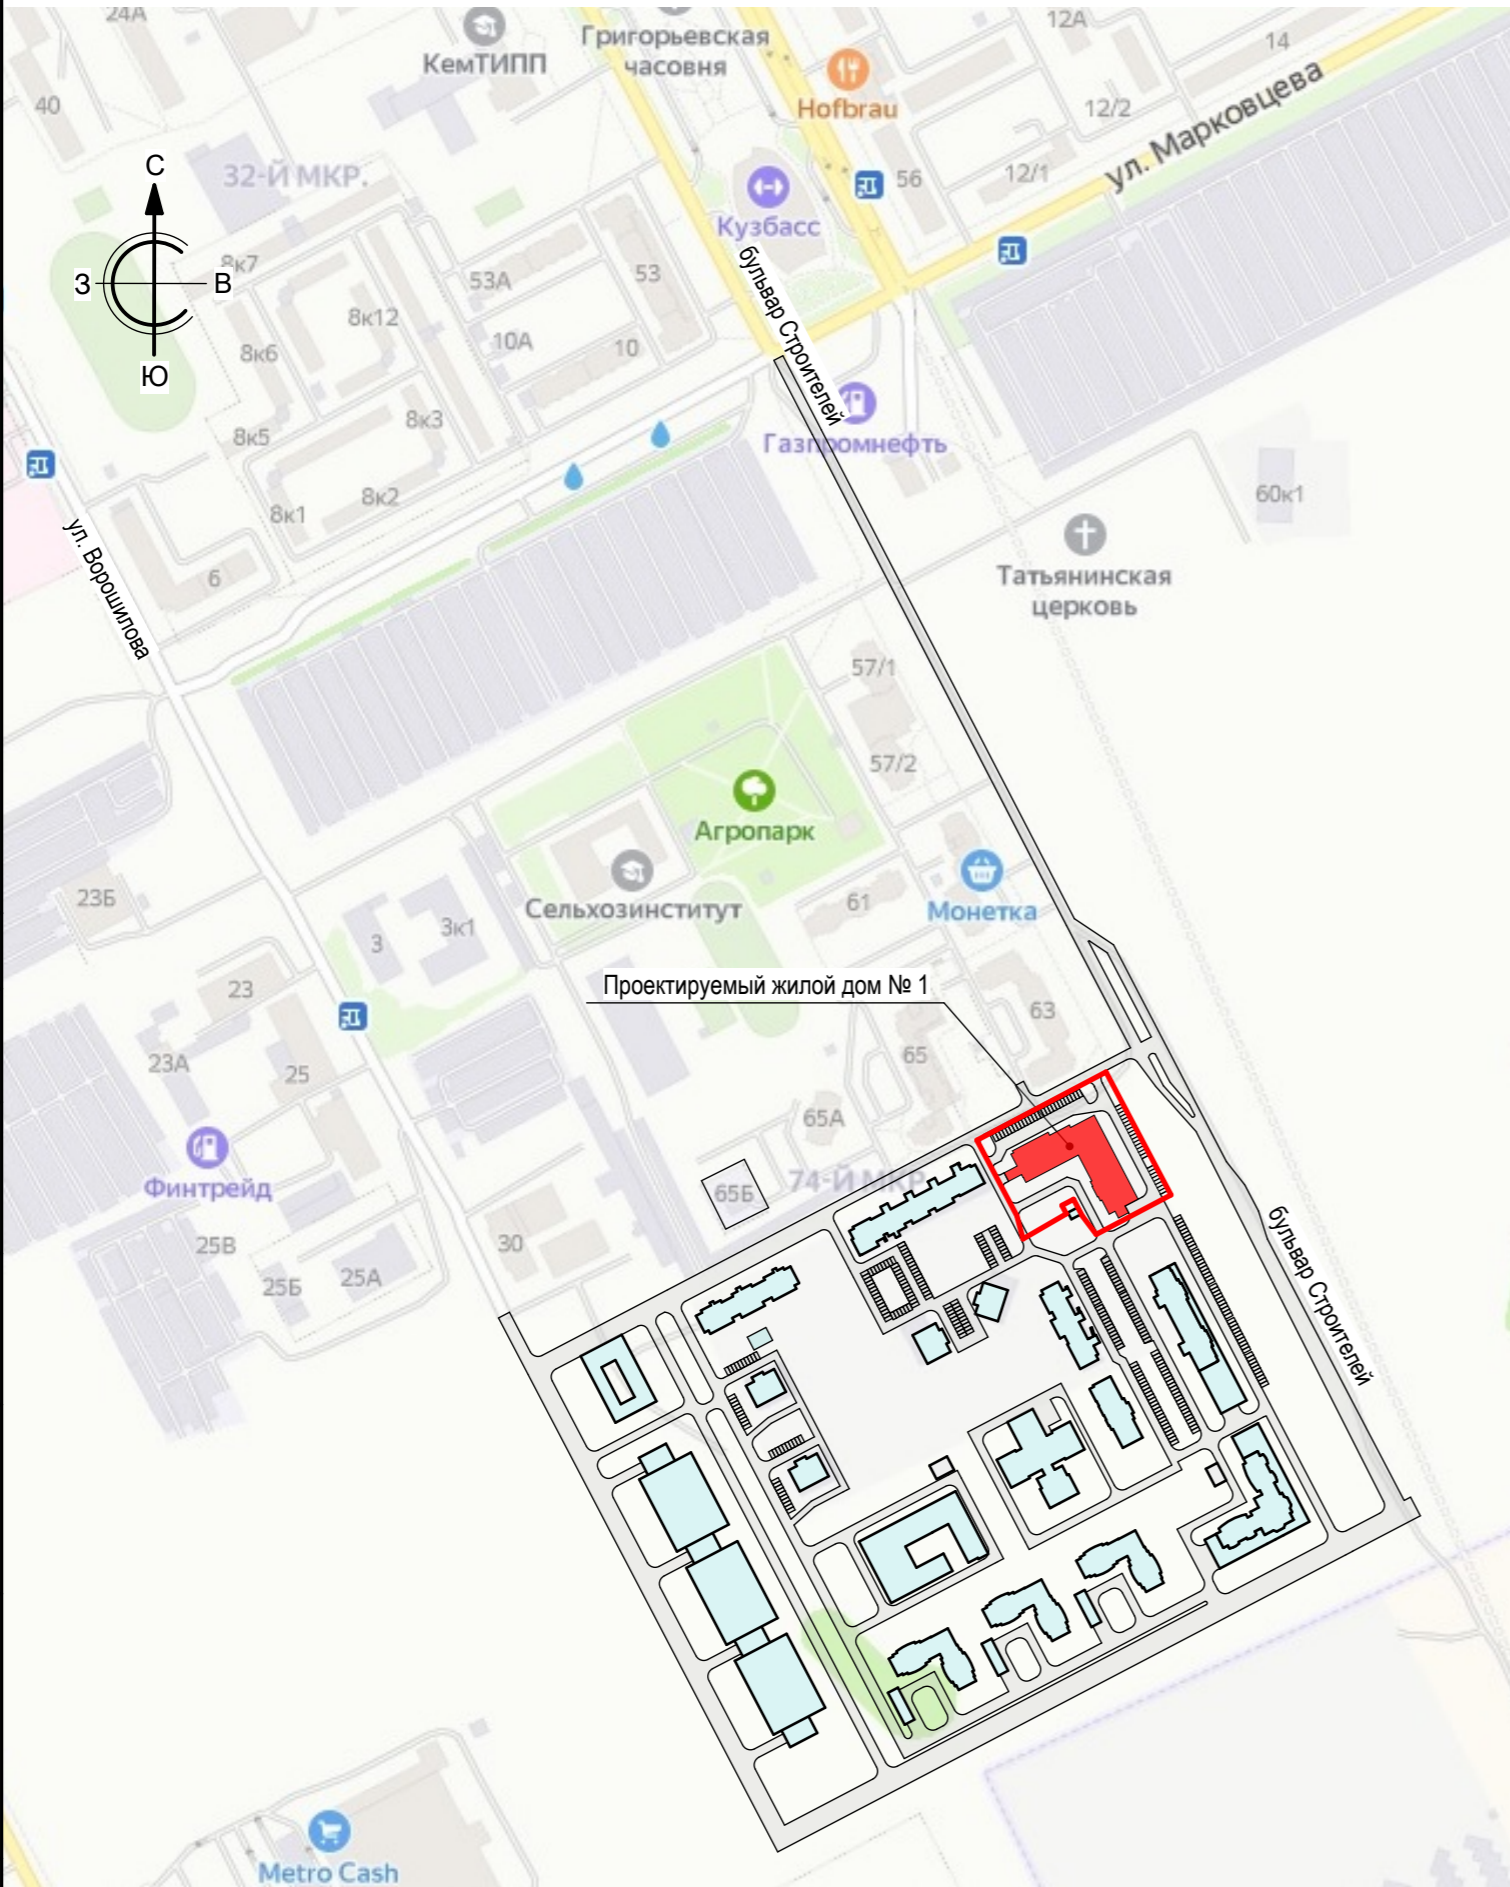 24А
КемТИПП
Григорьевская
часовня
12А
14
40
Hofbrau
12/2
ул. Марковцева
С
32-Й МКР.
56
12/1
Кузбасс
8к7
З
В
53А
53
бульвар Строителей
8к12
8к6
10А
10
Ю
8к3
8к5
Газпромнефть
8к2
8к1
60к1
ул. Ворошилова
6
Татьянинская
церковь
57/1
57/2
Агропарк
23Б
3
3к1
Сельхозинститут
61
Монетка
Проектируемый жилой дом № 1
23
63
23А
25
65
65А
Финтрейд
65Б
74-Й МКР
25В
30
25Б
25А
бульвар Строителей
Metro Cash